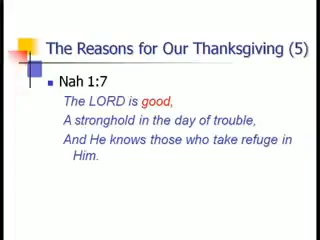 The Reasons for Our Thanksgiving (5)
Nah 1:7
The LORD is good,
A stronghold in the day of trouble,
And He knows those who take refuge in
Him.